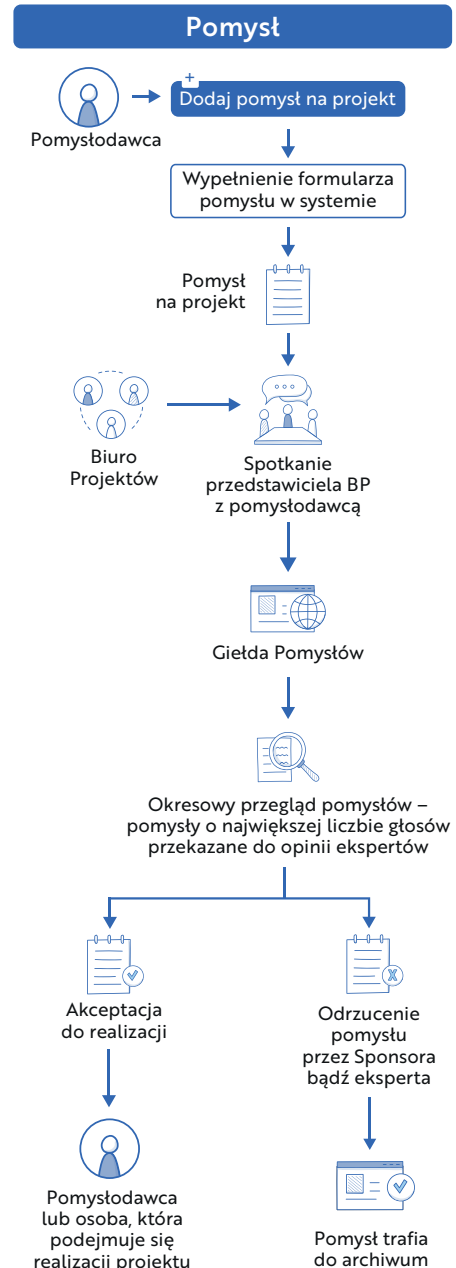 Pomysł
+
Dodaj pomysł na projekt
Pomysłodawca
Wypełnienie formularza
pomysłu w systemie
Pomysł
na projekt
Biuro
Projektów
Spotkanie
przedstawiciela BP
z pomysłodawcą
Giełda Pomysłów
Okresowy przegląd pomysłów –
pomysły o największej liczbie głosów
przekazane do opinii ekspertów
Akceptacja
do realizacji
X
Odrzucenie
pomysłu
przez Sponsora
bądź eksperta
Pomysłodawca
lub osoba, która
podejmuje się
realizacji projektu
Pomysł trafia
do archiwum